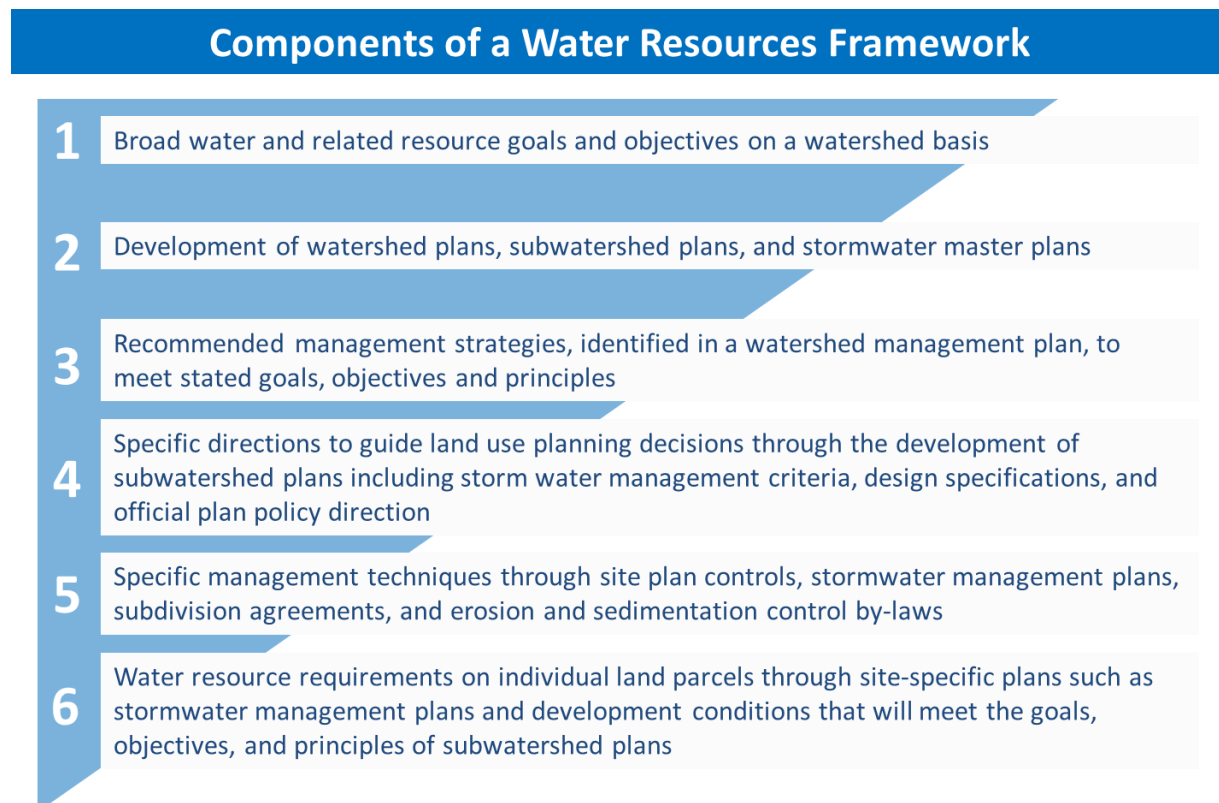 Components of a Water Resources Framework
1
Broad water and related resource goals and objectives on a watershed basis
2
Development of watershed plans, subwatershed plans, and stormwater master plans
3
Recommended management strategies, identified in a watershed management plan, to
meet stated goals, objectives and principles
4
Specific directions to guide land use planning decisions through the development of
subwatershed plans including storm water management criteria, design specifications, and
official plan policy direction
5
Specific management techniques through site plan controls, stormwater management plans,
subdivision agreements, and erosion and sedimentation control by-laws
6
Water resource requirements on individual land parcels through site-specific plans such as
stormwater management plans and development conditions that will meet the goals,
objectives, and principles of subwatershed plans